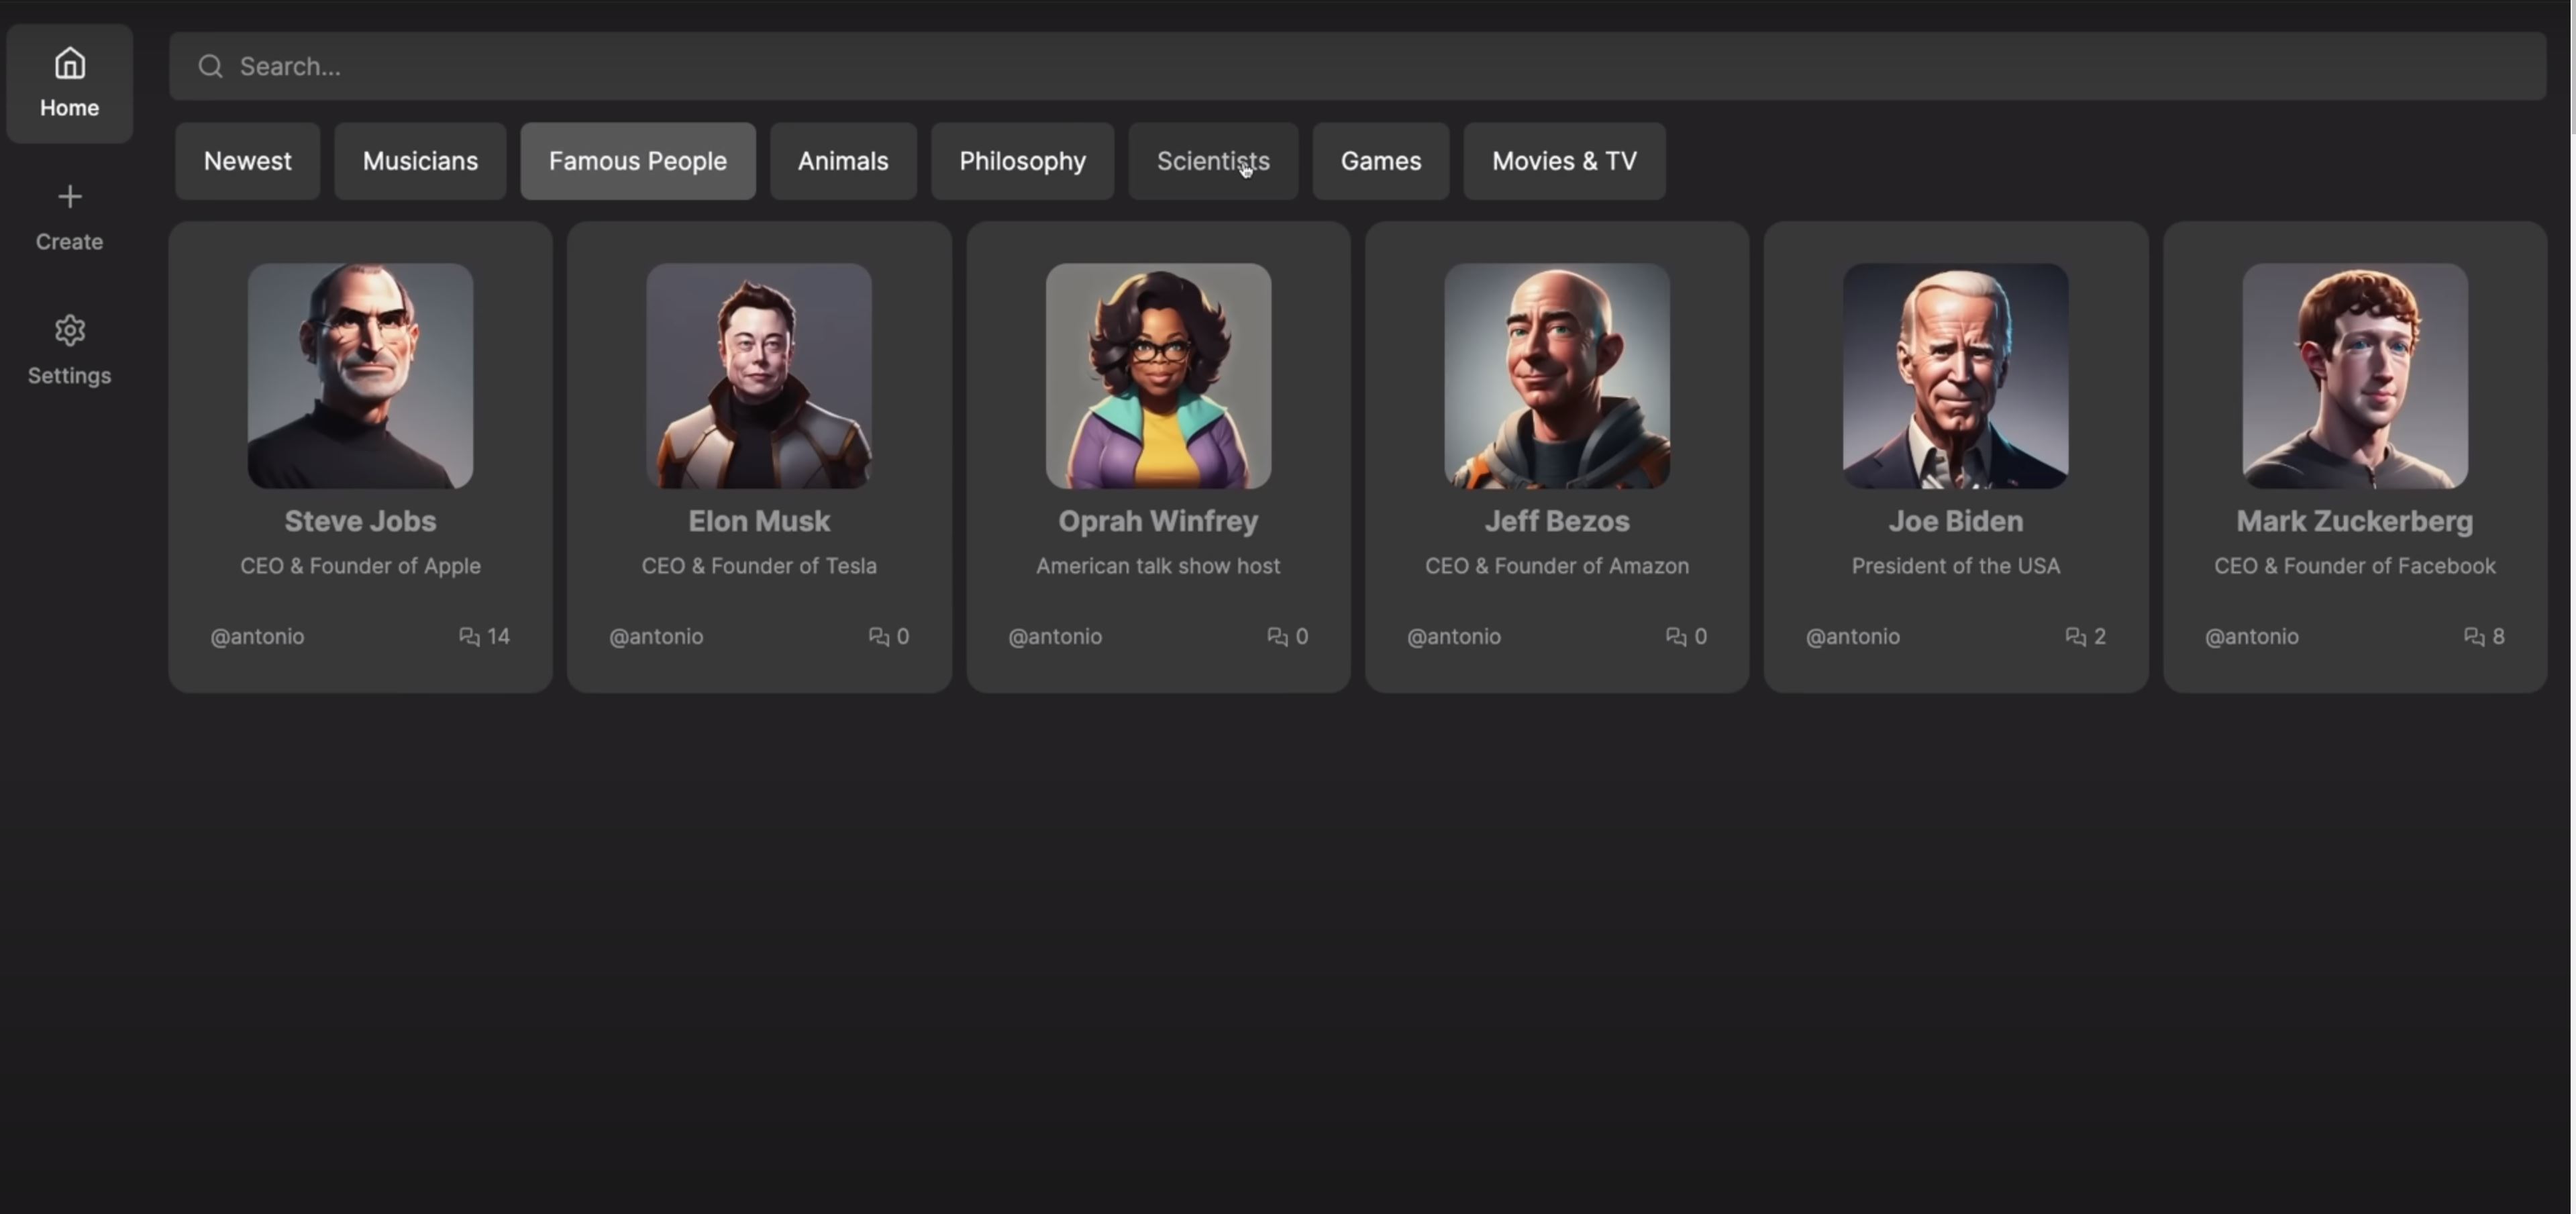 Home
Search...
Newest
Musicians
Famous People
Animals
Philosophy
Scientists
Games
Movies & TV
Create
Settings
Steve Jobs
CEO & Founder of Apple
@antonio
14
Elon Musk
CEO & Founder of Tesla
@antonio
0
Oprah Winfrey
American talk show host
@antonio
0
Jeff Bezos
CEO & Founder of Amazon
@antonio
0
Joe Biden
President of the USA
@antonio
2
Mark Zuckerberg
CEO & Founder of Facebook
@antonio
8